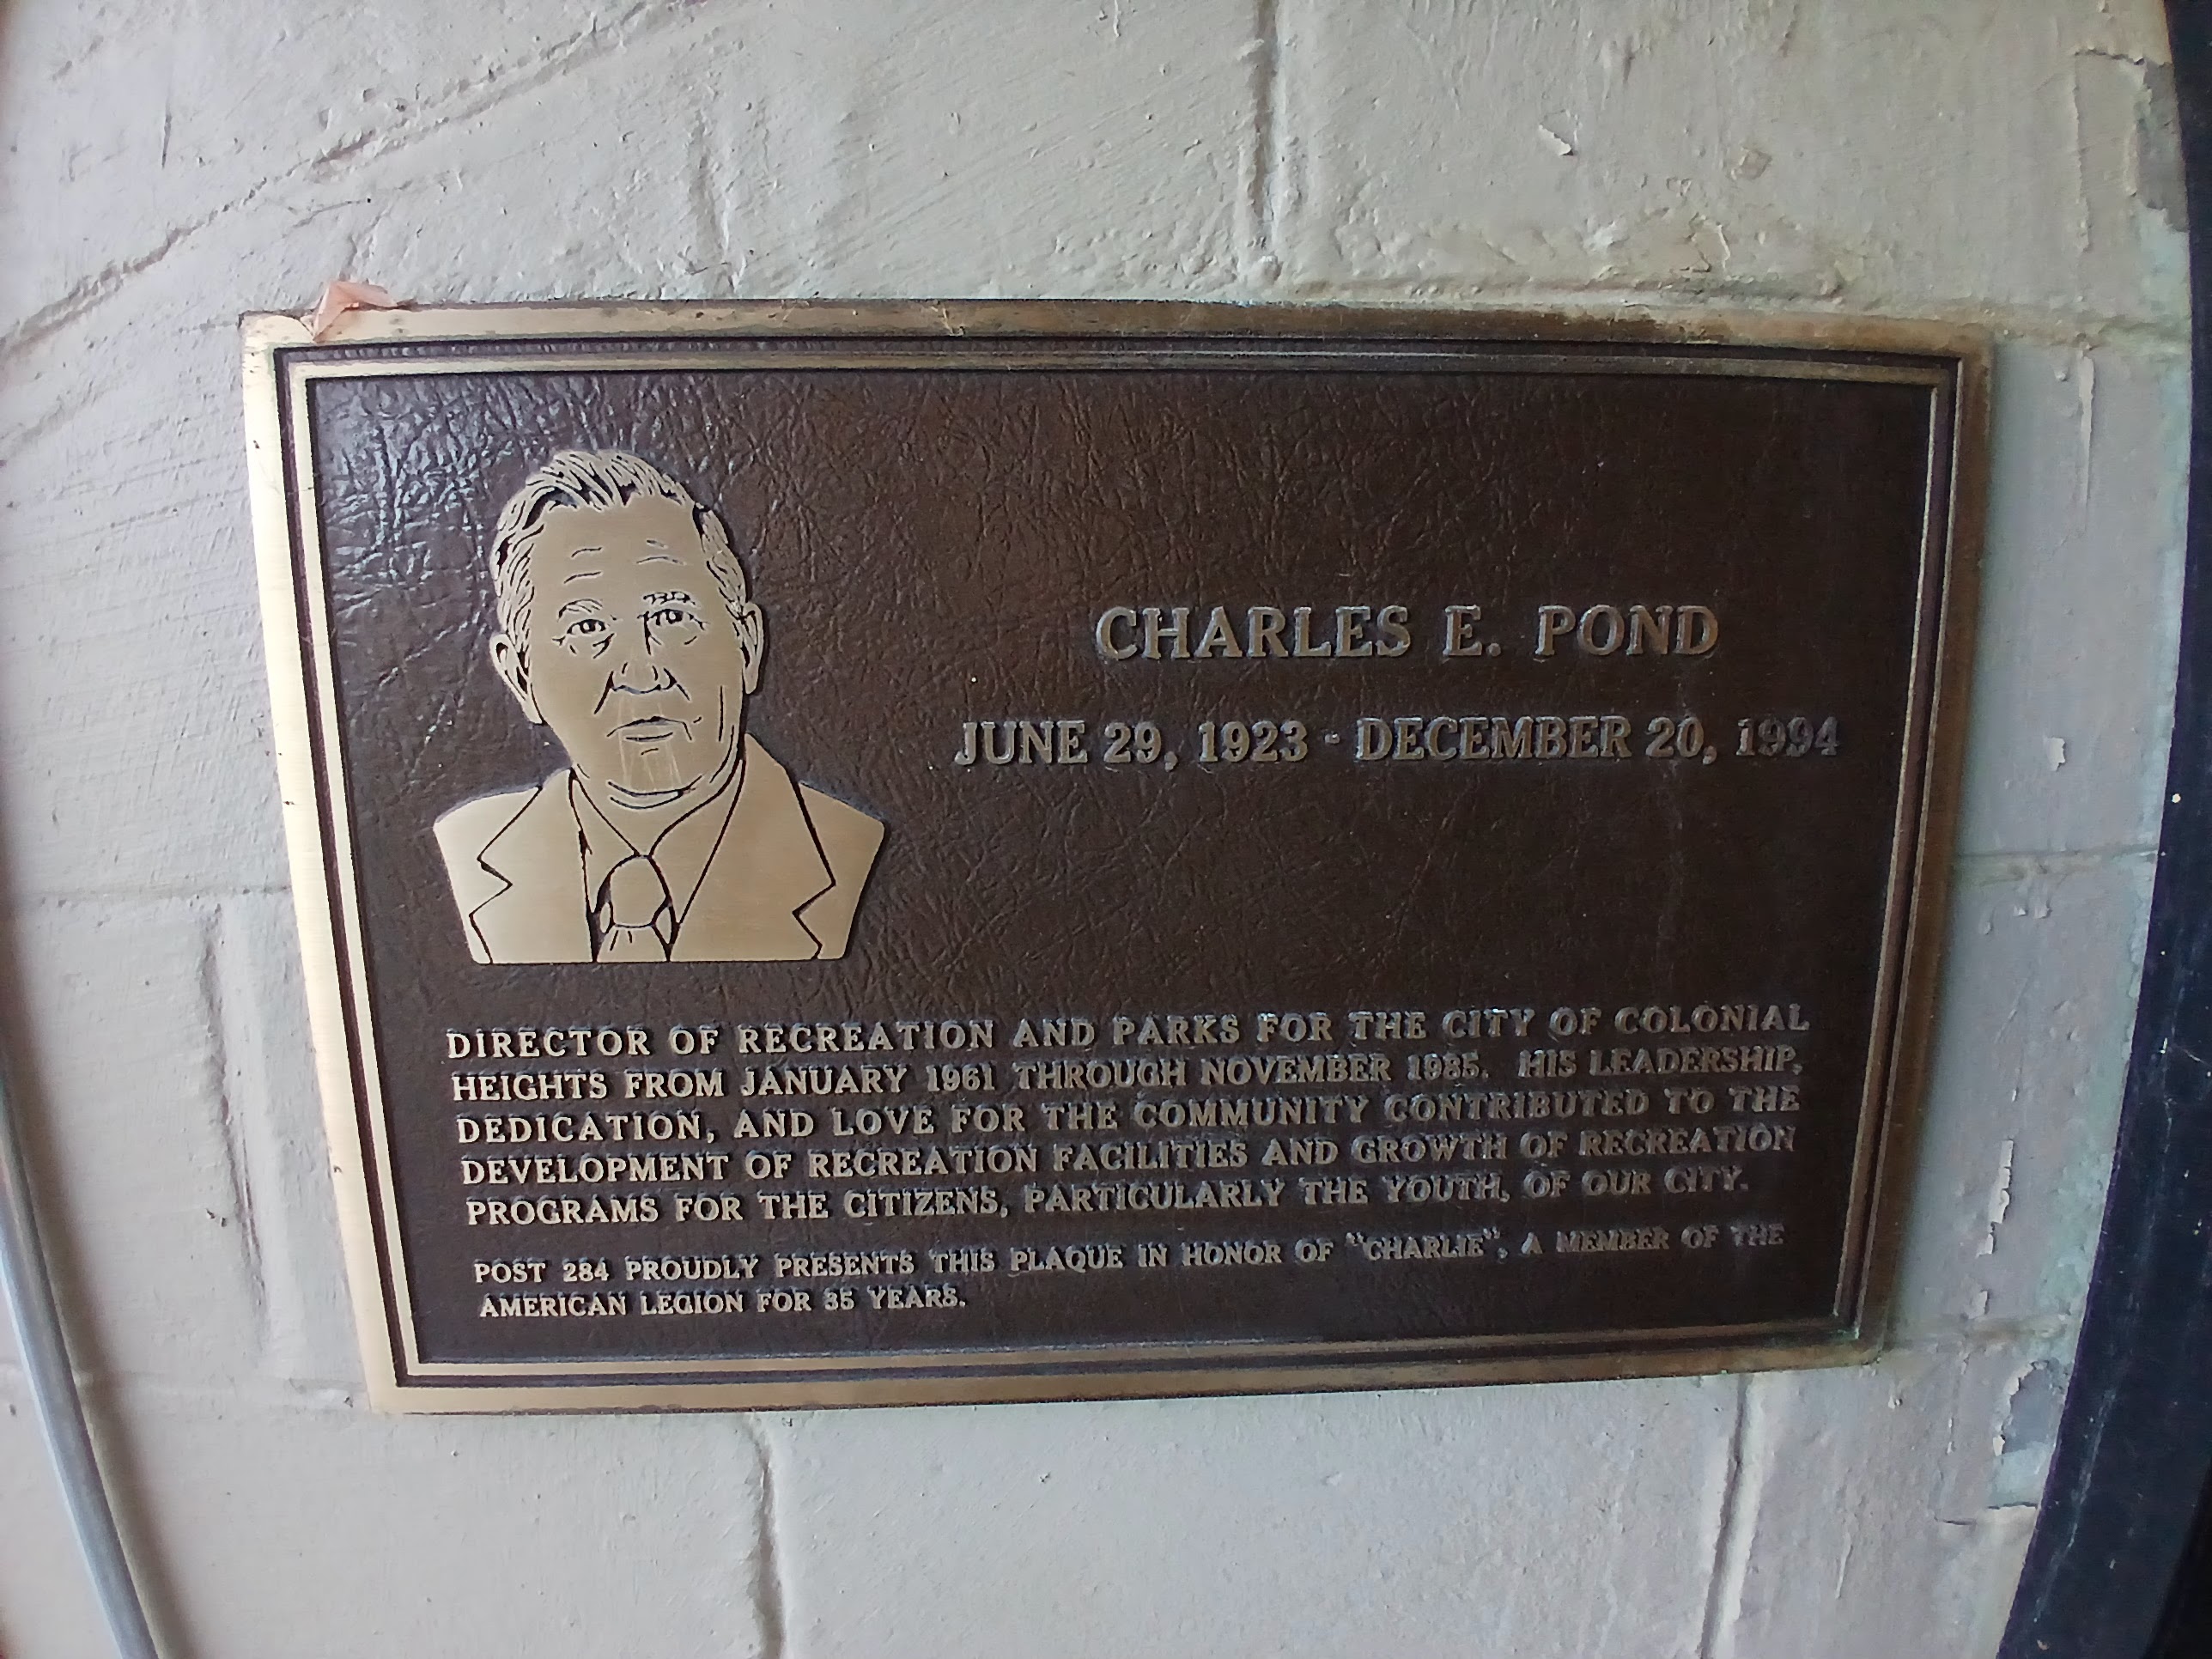 CHARLES E. POND
JUNE 29, 1923 - DECEMBER 20, 1994
DIRECTOR OF RECREATION AND PARKS FOR THE CITY OF COLONIAL
HEIGHTS FROM JANUARY 1961 THROUGH NOVEMBER 1985. HIS LEADERSHIP,
DEDICATION, AND LOVE FOR THE COMMUNITY CONTRIBUTED TO THE
DEVELOPMENT OF RECREATION FACILITIES AND GROWTH OF RECREATION
PROGRAMS FOR THE CITIZENS, PARTICULARLY THE YOUTH, OF OUR CITY.
POST 284 PROUDLY PRESENTS THIS PLAQUE IN HONOR OF "CHARLIE", A MEMBER OF THE
AMERICAN LEGION FOR 35 YEARS.